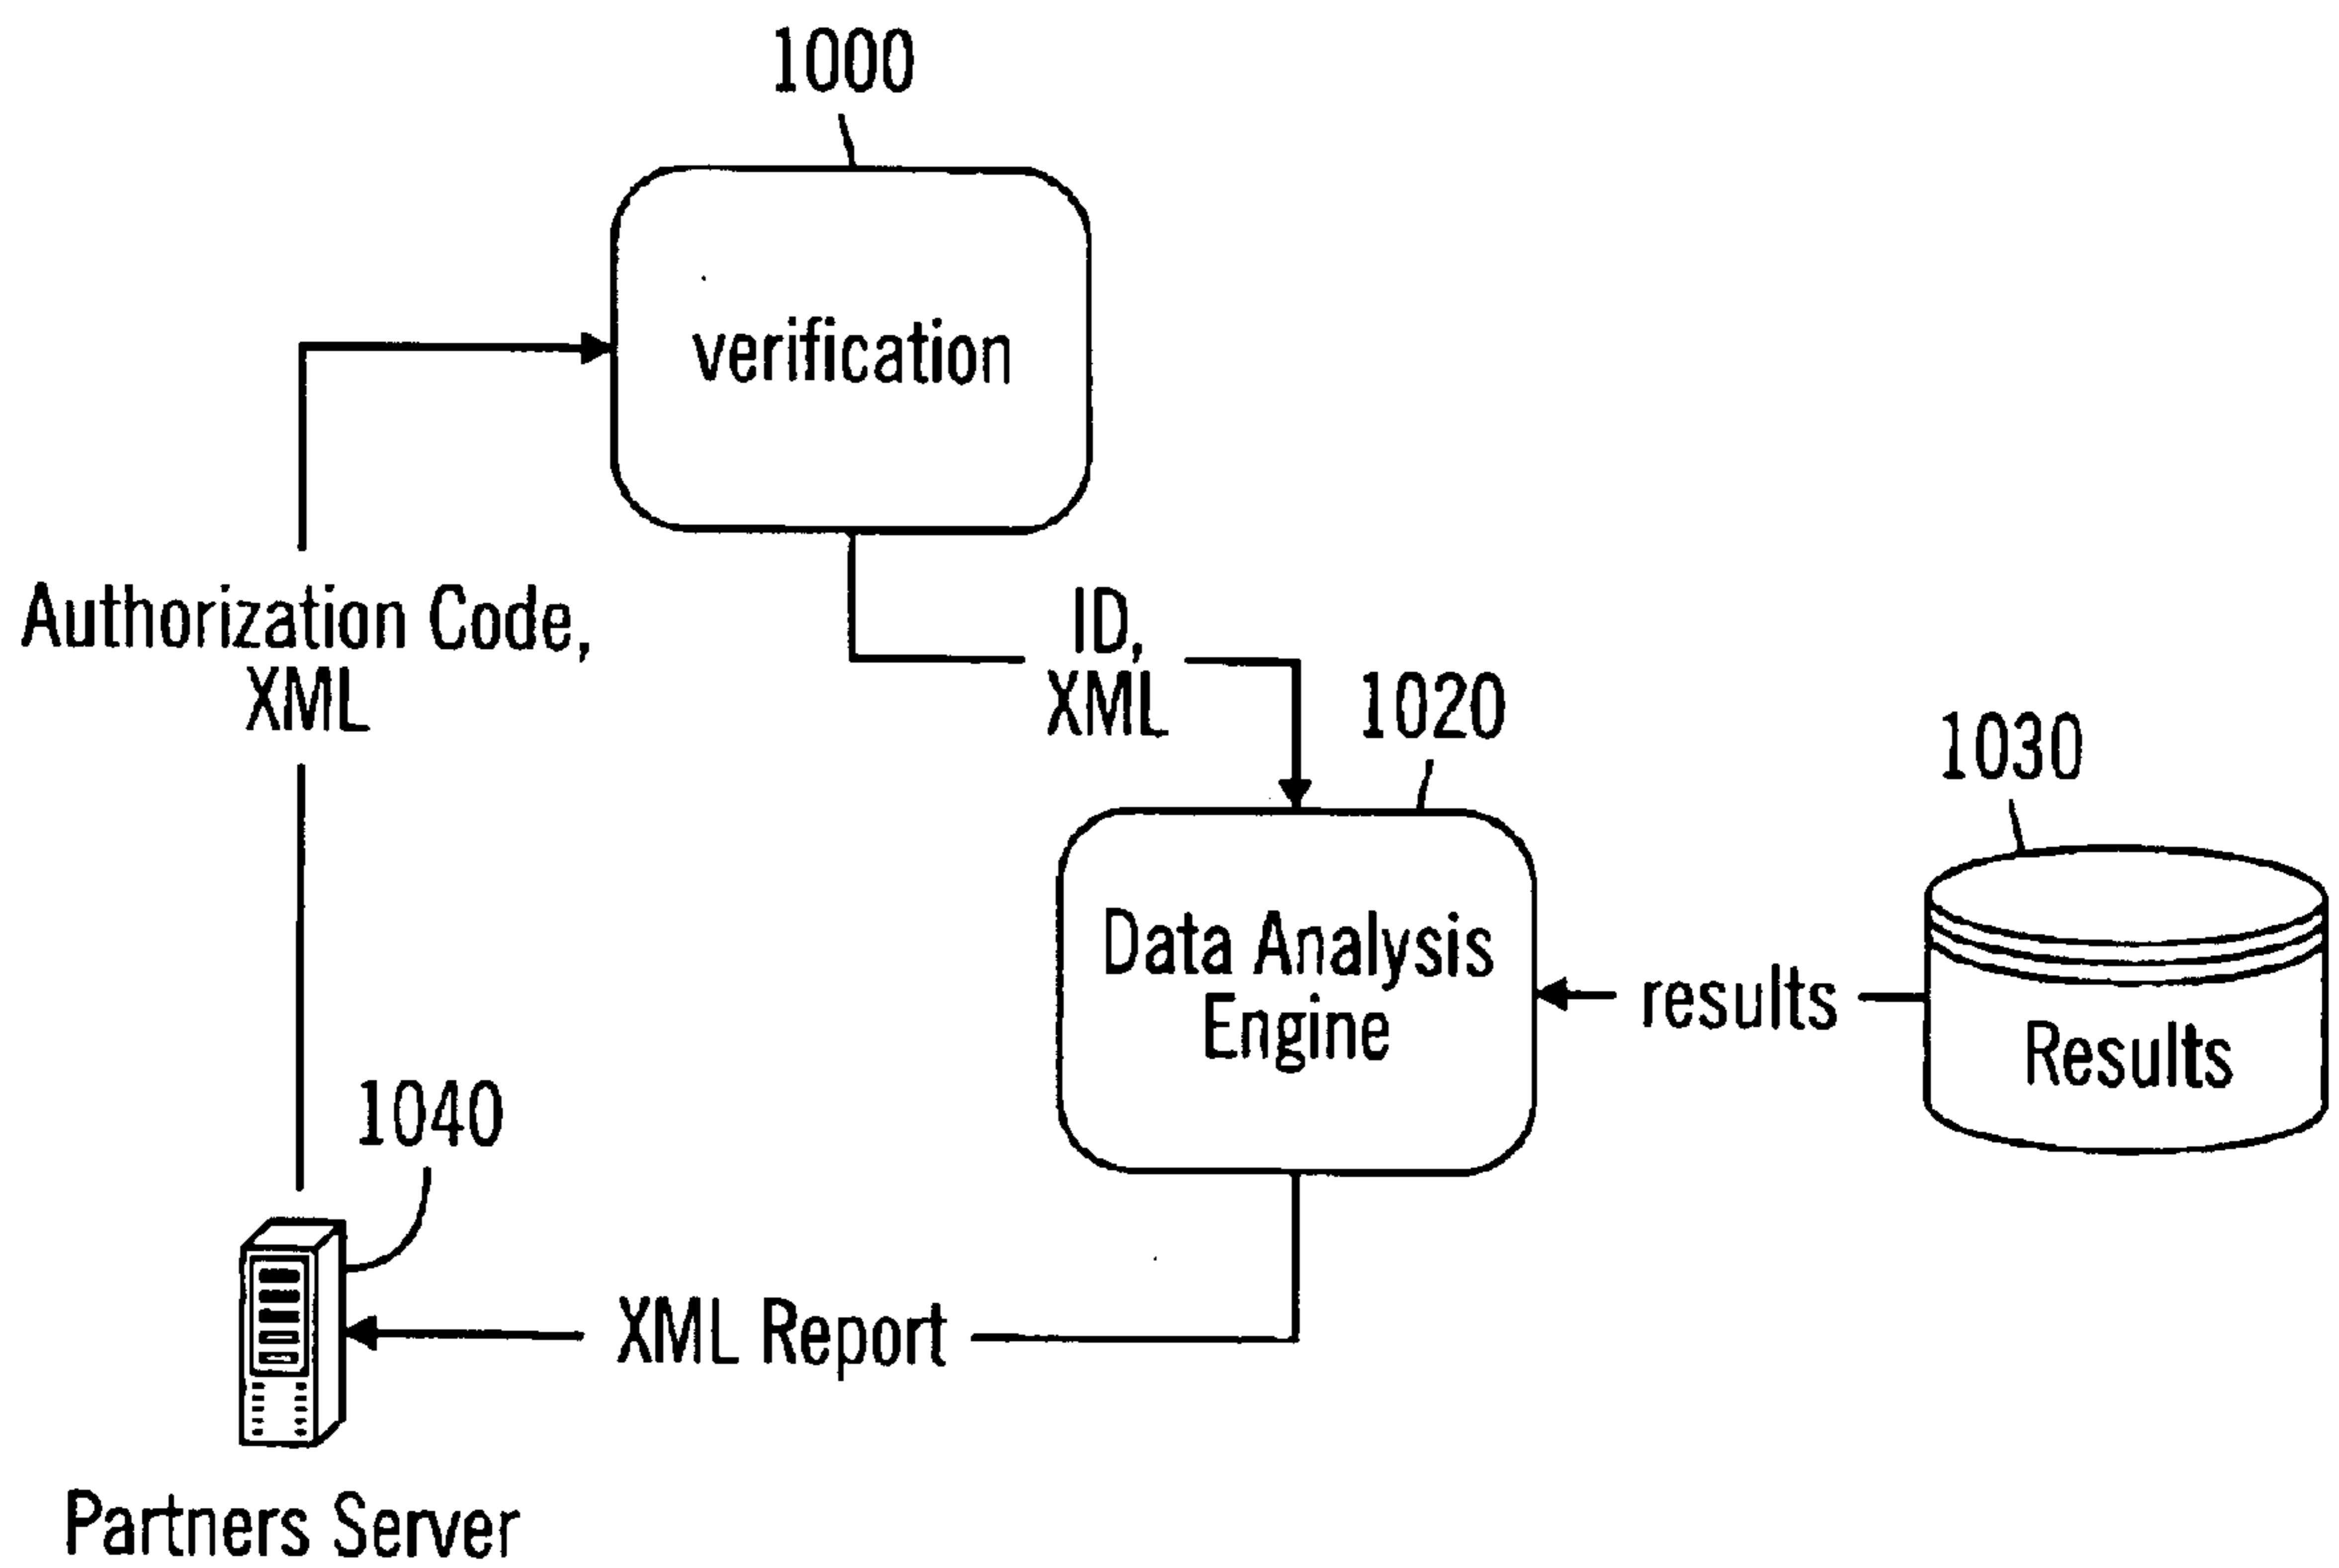 1000
verification
Authorization Code,
XML
ID,
XML
1020
1030
Data Analysis
Engine
results
Results
1040
XML Report
Partners Server